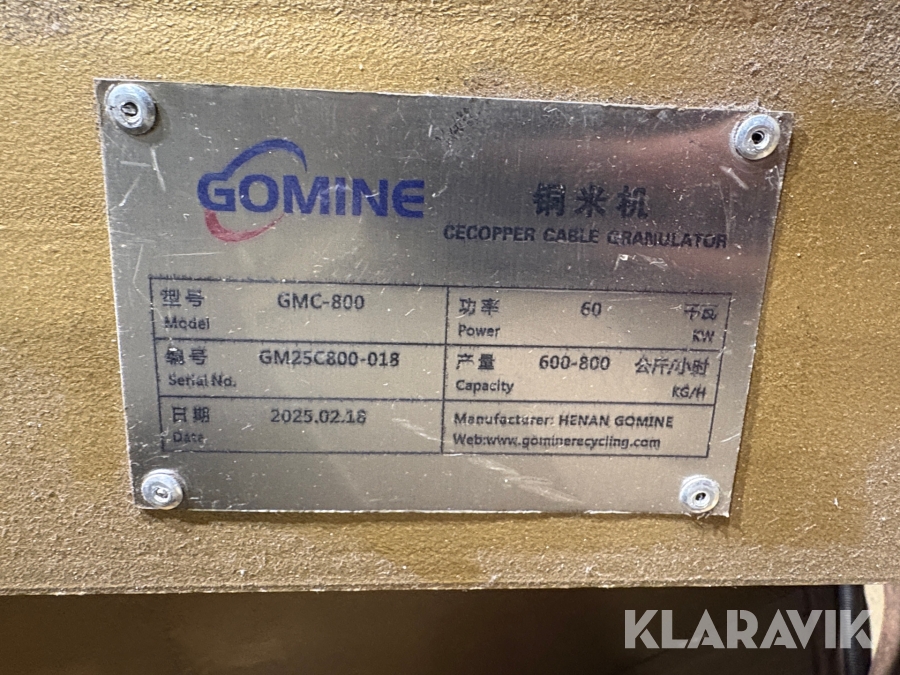 GOMINE
铜米机
CECOPPER CABLE GRANULATOR
型号 GMC-800
Model
功率 60 千瓦
Power KW
编号 GM25C800-018
Serial No.
产量 600-800 公斤/小时
Capacity KG/H
日期 2025.02.18
Date
Manufacturer: HENAN GOMINE
Web:www.gominerecycling.com
KLARAVIK